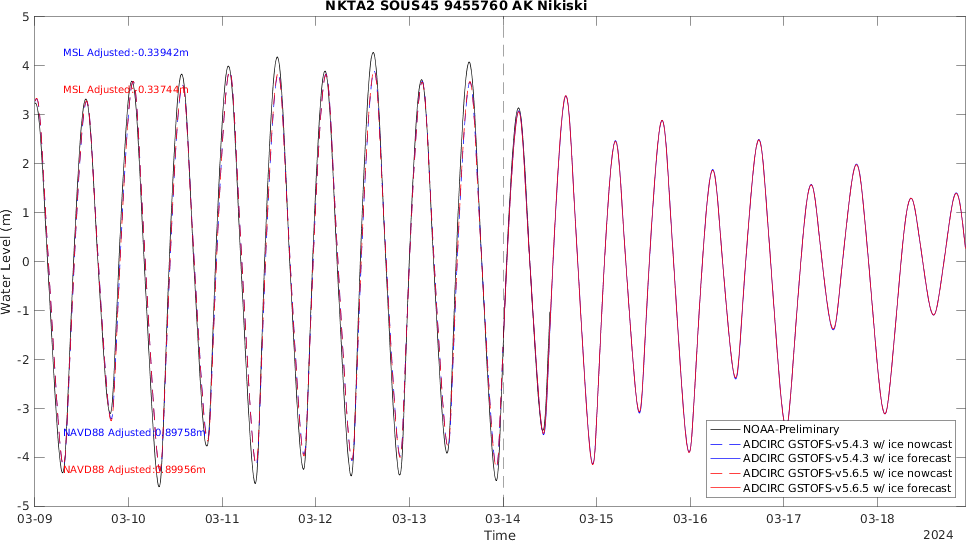 NKTA2 SOUS45 9455760 AK Nikiski
Water Level (m)
5
4
3
2
1
0
-1
-2
-3
-4
-5
MSL Adjusted:-0.33942m
MSL Adjusted:-0.33744m
NAVD88 Adjusted:0.89758m
NAVD88 Adjusted:0.89956m
NOAA-Preliminary
ADCIRC GSTOFS-v5.4.3 w/ ice nowcast
ADCIRC GSTOFS-v5.4.3 w/ ice forecast
ADCIRC GSTOFS-v5.6.5 w/ ice nowcast
ADCIRC GSTOFS-v5.6.5 w/ ice forecast
03-09 03-10 03-11 03-12 03-13 03-14 03-15 03-16 03-17 03-18
Time
2024